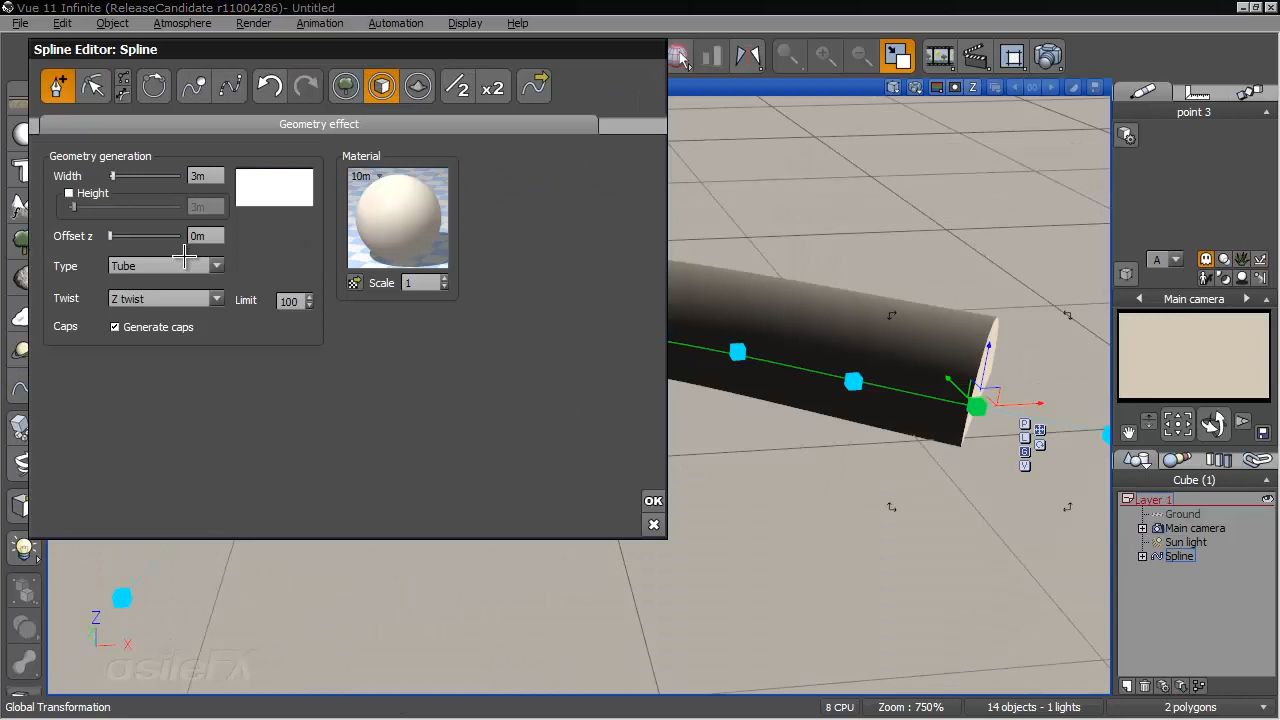 Vue 11 Infinite (ReleaseCandidate r11004286)- Untitled
File Edit Object Atmosphere Render Animation Automation Display Help
Spline Editor: Spline
/2 x2
Geometry effect
Geometry generation
Width 3m
Height
3m
Offset z 0m
Type Tube
Twist Z twist Limit 100
Caps Generate caps
Material
10m
Scale 1
OK
Z
point 3
A
Main camera
P
L
G
V
Cube (1)
Layer 1
Ground
Main camera
Sun light
Spline
Z
X
asileFX
Global Transformation
8 CPU
Zoom : 750%
14 objects - 1 lights
2 polygons